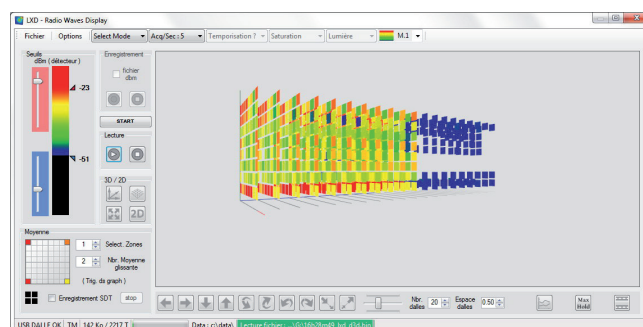 LXD - Radio Waves Display
Fichier Options Select Mode Acq/Sec : 5 Temporisation ? Saturation Lumière M.1
Seuils
dBm (détecteur)
-23
-51
Enregistrement
fichier
dbm
START
Lecture
3D / 2D
2D
Moyenne
1 Select. Zones
2 Nbr. Moyenne
glissante
( Trig. ds graph )
Enregistrement SDT stop
Nbr.
dalles 20 Espace
dalles 0.50 Max
Hold
USB DALLE OK TM 142 Ko / 2217 T Data : c:\data\ Lecture fichier :